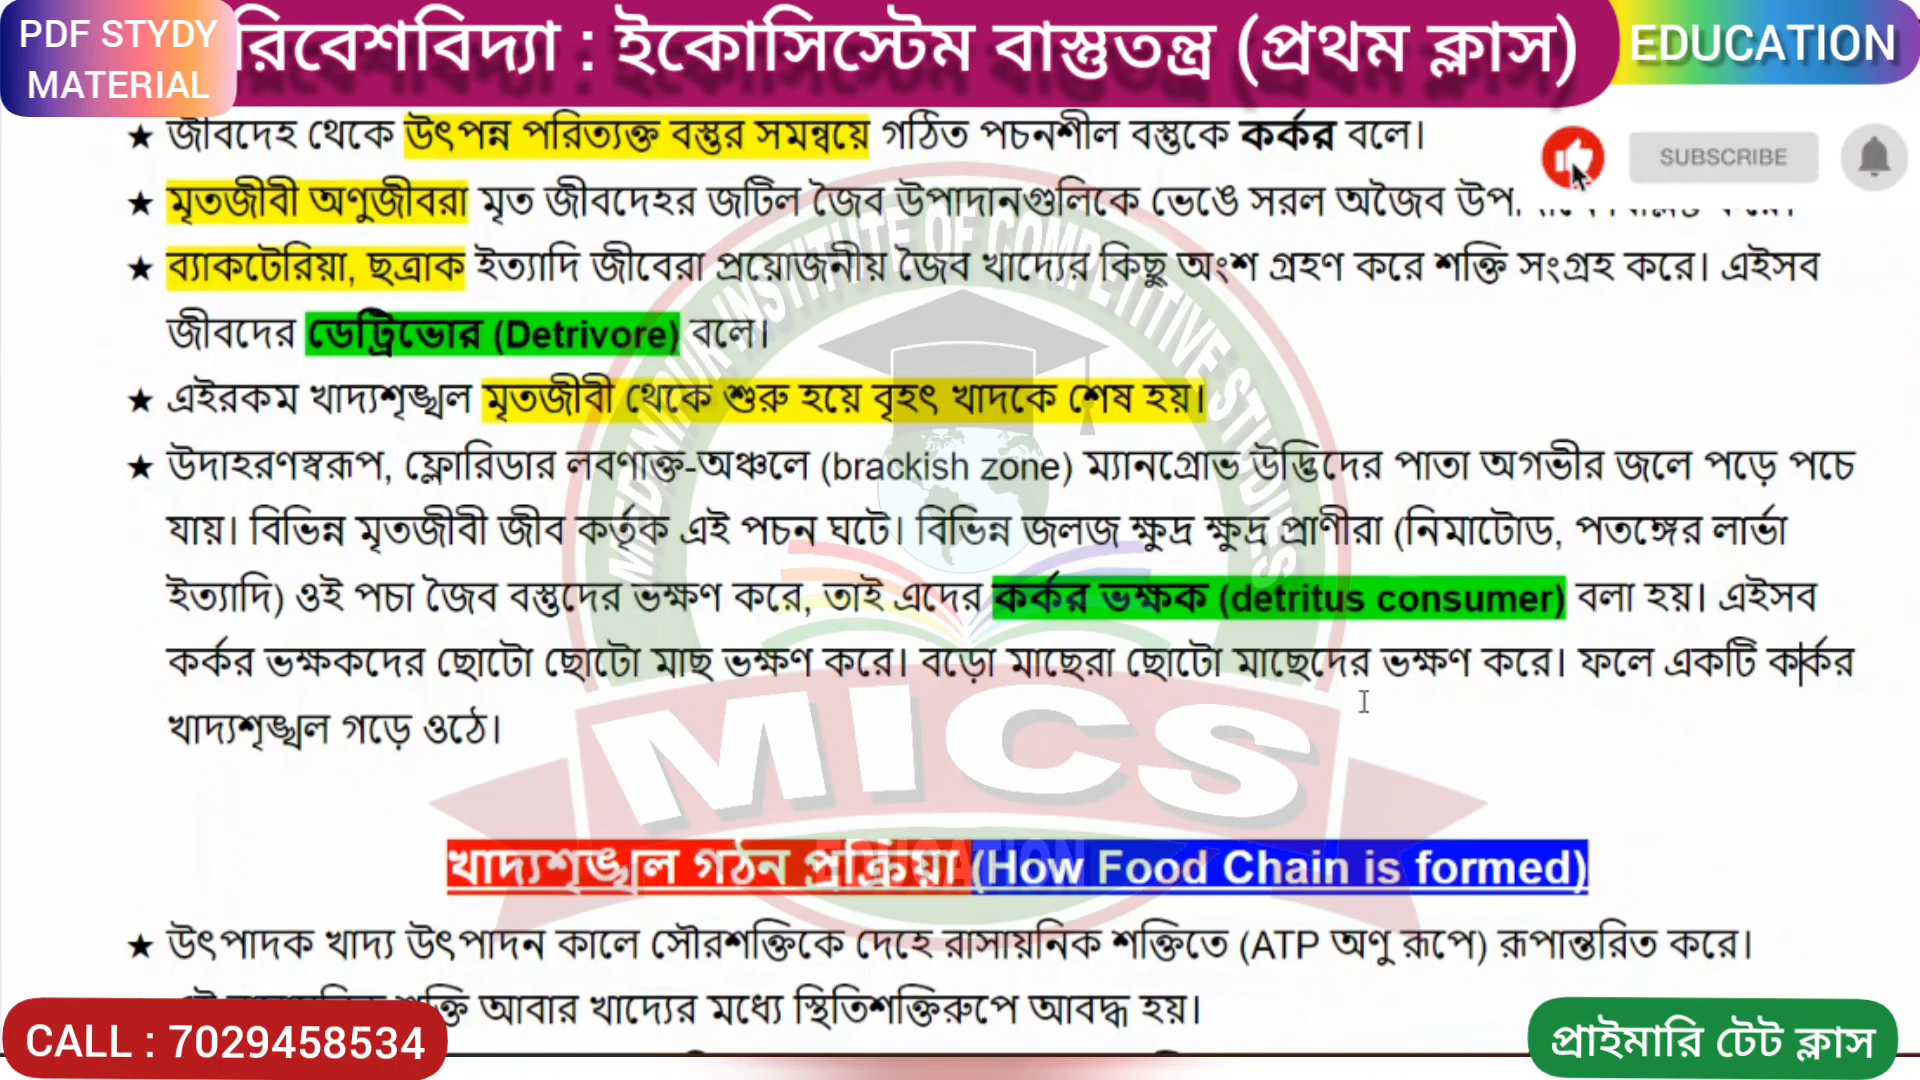 PDF STYDY
MATERIAL
রিবেশবিদ্যা : ইকোসিস্টেম বাস্তুতন্ত্র (প্রথম ক্লাস)
EDUCATION
SUBSCRIBE
★ জীবদেহ থেকে উৎপন্ন পরিত্যক্ত বস্তুর সমন্বয়ে গঠিত পচনশীল বস্তুকে কর্কর বলে।
★ মৃতজীবী অণুজীবরা মৃত জীবদেহর জটিল জৈব উপাদানগুলিকে ভেঙে সরল অজৈব
★ ব্যাকটেরিয়া, ছত্রাক ইত্যাদি জীবেরা প্রয়োজনীয় জৈব খাদ্যের কিছু অংশ গ্রহণ করে শক্তি সংগ্রহ করে। এইসব
জীবদের ডেট্রিভোর (Detrivore) বলে।
★ এইরকম খাদ্যশৃঙ্খল মৃতজীবী থেকে শুরু হয়ে বৃহৎ খাদকে শেষ হয়।
★ উদাহরণস্বরূপ, ফ্লোরিডার লবণাক্ত-অঞ্চলে (brackish zone) ম্যানগ্রোভ উদ্ভিদের পাতা অগভীর জলে পড়ে পচে
যায়। বিভিন্ন মৃতজীবী জীব কর্তৃক এই পচন ঘটে। বিভিন্ন জলজ ক্ষুদ্র ক্ষুদ্র প্রাণীরা (নিমাটোড, পতঙ্গের লার্ভা
ইত্যাদি) ওই পচা জৈব বস্তুদের ভক্ষণ করে, তাই এদের কর্কর ভক্ষক (detritus consumer) বলা হয়। এইসব
কর্কর ভক্ষকদের ছোটো ছোটো মাছ ভক্ষণ করে। বড়ো মাছেরা ছোটো মাছেদের ভক্ষণ করে। ফলে একটি কর্কর
খাদ্যশৃঙ্খল গড়ে ওঠে।
MEDANIPUR INSTITUTE OF COMPETITIVE STUDIES
MICS
EDUCATION
খাদ্যশৃঙ্খল গঠন প্রক্রিয়া (How Food Chain is formed)
★ উৎপাদক খাদ্য উৎপাদন কালে সৌরশক্তিকে দেহে রাসায়নিক শক্তিতে (ATP অণু রূপে) রূপান্তরিত করে।
শক্তি আবার খাদ্যের মধ্যে স্থিতিশক্তিরুপে আবদ্ধ হয়।
CALL : 7029458534
প্রাইমারি টেট ক্লাস